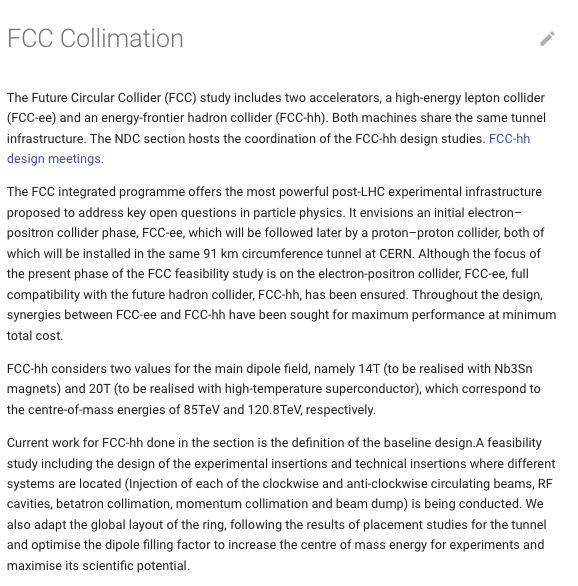 FCC Collimation
The Future Circular Collider (FCC) study includes two accelerators, a high-energy lepton collider
(FCC-ee) and an energy-frontier hadron collider (FCC-hh). Both machines share the same tunnel
infrastructure. The NDC section hosts the coordination of the FCC-hh design studies. FCC-hh
design meetings.
The FCC integrated programme offers the most powerful post-LHC experimental infrastructure
proposed to address key open questions in particle physics. It envisions an initial electron–
positron collider phase, FCC-ee, which will be followed later by a proton–proton collider, both of
which will be installed in the same 91 km circumference tunnel at CERN. Although the focus of
the present phase of the FCC feasibility study is on the electron-positron collider, FCC-ee, full
compatibility with the future hadron collider, FCC-hh, has been ensured. Throughout the design,
synergies between FCC-ee and FCC-hh have been sought for maximum performance at minimum
total cost.
FCC-hh considers two values for the main dipole field, namely 14T (to be realised with Nb3Sn
magnets) and 20T (to be realised with high-temperature superconductor), which correspond to
the centre-of-mass energies of 85TeV and 120.8TeV, respectively.
Current work for FCC-hh done in the section is the definition of the baseline design.A feasibility
study including the design of the experimental insertions and technical insertions where different
systems are located (Injection of each of the clockwise and anti-clockwise circulating beams, RF
cavities, betatron collimation, momentum collimation and beam dump) is being conducted. We
also adapt the global layout of the ring, following the results of placement studies for the tunnel
and optimise the dipole filling factor to increase the centre of mass energy for experiments and
maximise its scientific potential.